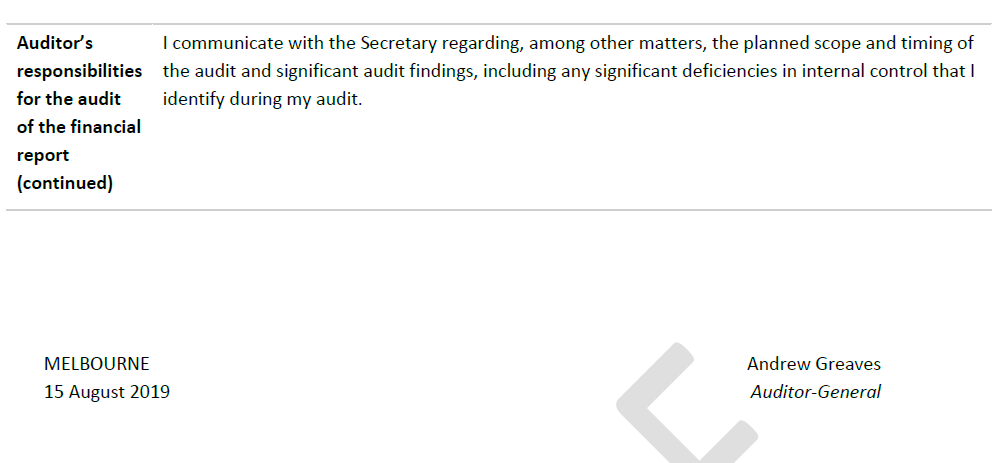 Auditor's
responsibilities
for the audit
of the financial
report
(continued)
I communicate with the Secretary regarding, among other matters, the planned scope and timing of
the audit and significant audit findings, including any significant deficiencies in internal control that I
identify during my audit.
MELBOURNE
15 August 2019
Andrew Greaves
Auditor-General